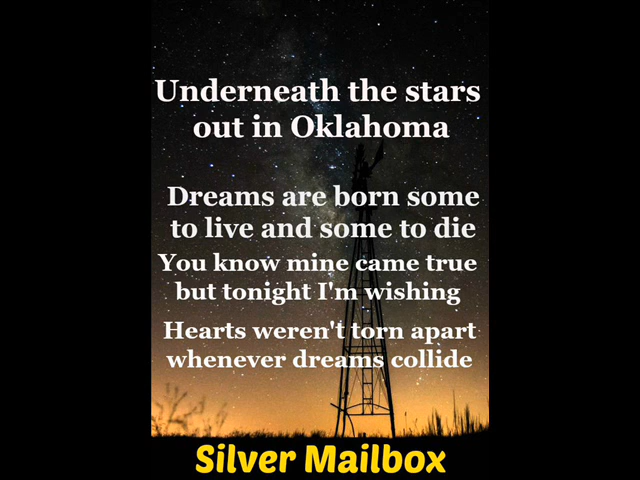 Underneath the stars
out in Oklahoma
Dreams are born some
to live and some to die
You know mine came true
but tonight I'm wishing
Hearts weren't torn apart
whenever dreams collide
Silver Mailbox